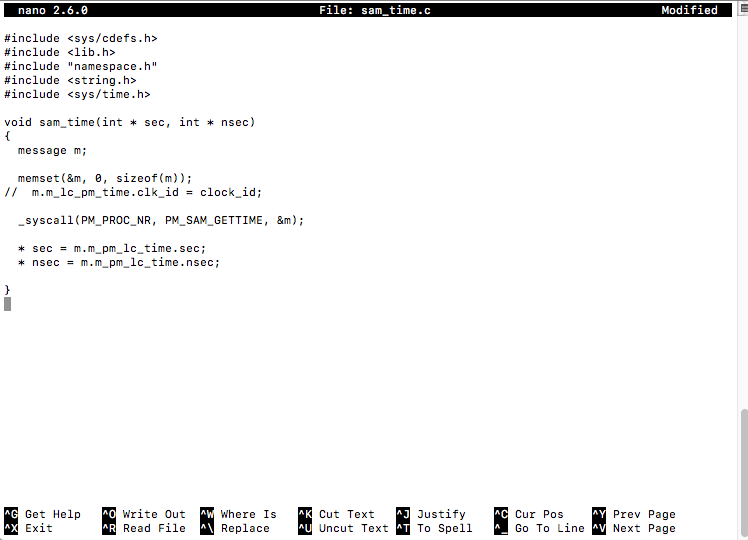 nano 2.6.0 File: sam_time.c Modified
#include <sys/cdefs.h>
#include <lib.h>
#include "namespace.h"
#include <string.h>
#include <sys/time.h>
void sam_time(int * sec, int * nsec)
{
  message m;
  memset(&m, 0, sizeof(m));
//  m.m_lc_pm_time.clk_id = clock_id;
  _syscall(PM_PROC_NR, PM_SAM_GETTIME, &m);
  * sec = m.m_pm_lc_time.sec;
  * nsec = m.m_pm_lc_time.nsec;
}
^G Get Help ^O Write Out ^W Where Is ^K Cut Text ^J Justify ^C Cur Pos ^Y Prev Page
^X Exit ^R Read File ^\ Replace ^U Uncut Text ^T To Spell ^_ Go To Line ^V Next Page